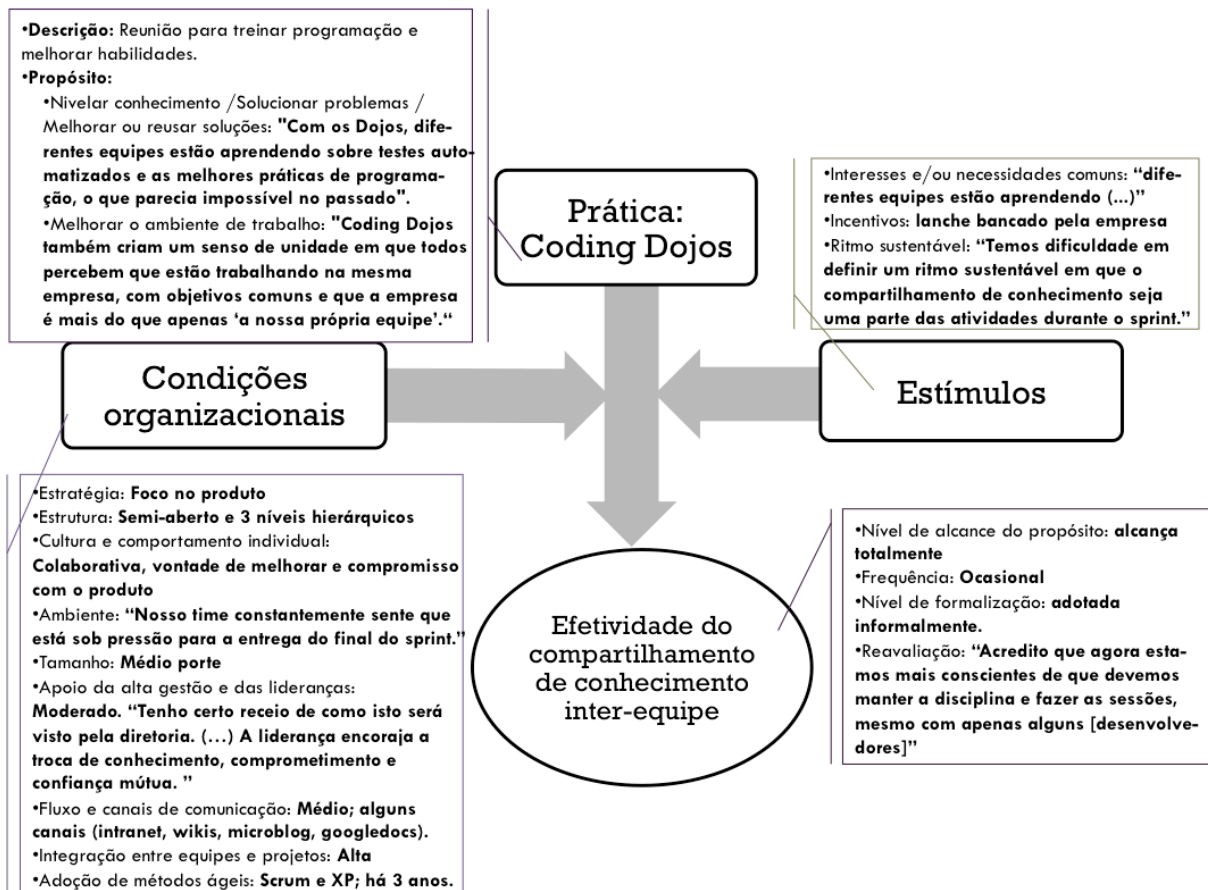 •Descrição: Reunião para treinar programação e
melhorar habilidades.
•Propósito:
•Nivelar conhecimento /Solucionar problemas /
Melhorar ou reusar soluções: "Com os Dojos, dife-
rentes equipes estão aprendendo sobre testes auto-
matizados e as melhores práticas de programa-
ção, o que parecia impossível no passado".
•Melhorar o ambiente de trabalho: "Coding Dojos
também criam um senso de unidade em que todos
percebem que estão trabalhando na mesma
empresa, com objetivos comuns e que a empresa
é mais do que apenas ‘a nossa própria equipe’.“
Prática:
Coding Dojos
•Interesses e/ou necessidades comuns: “dife-
rentes equipes estão aprendendo (...)”
•Incentivos: lanche bancado pela empresa
•Ritmo sustentável: “Temos dificuldade em
definir um ritmo sustentável em que o
compartilhamento de conhecimento seja
uma parte das atividades durante o sprint.”
Condições
organizacionais
Estímulos
•Estratégia: Foco no produto
•Estrutura: Semi-aberto e 3 níveis hierárquicos
•Cultura e comportamento individual:
Colaborativa, vontade de melhorar e compromisso
com o produto
•Ambiente: “Nosso time constantemente sente que
está sob pressão para a entrega do final do sprint.”
•Tamanho: Médio porte
•Apoio da alta gestão e das lideranças:
Moderado. “Tenho certo receio de como isto será
visto pela diretoria. (…) A liderança encoraja a
troca de conhecimento, comprometimento e
confiança mútua. ”
•Fluxo e canais de comunicação: Médio; alguns
canais (intranet, wikis, microblog, googledocs).
•Integração entre equipes e projetos: Alta
•Adoção de métodos ágeis: Scrum e XP; há 3 anos.
Efetividade do
compartilhamento
de conhecimento
inter-equipe
•Nível de alcance do propósito: alcança
totalmente
•Frequência: Ocasional
•Nível de formalização: adotada
informalmente.
•Reavaliação: “Acredito que agora esta-
mos mais conscientes de que devemos
manter a disciplina e fazer as sessões,
mesmo com apenas alguns [desenvolve-
dores]”